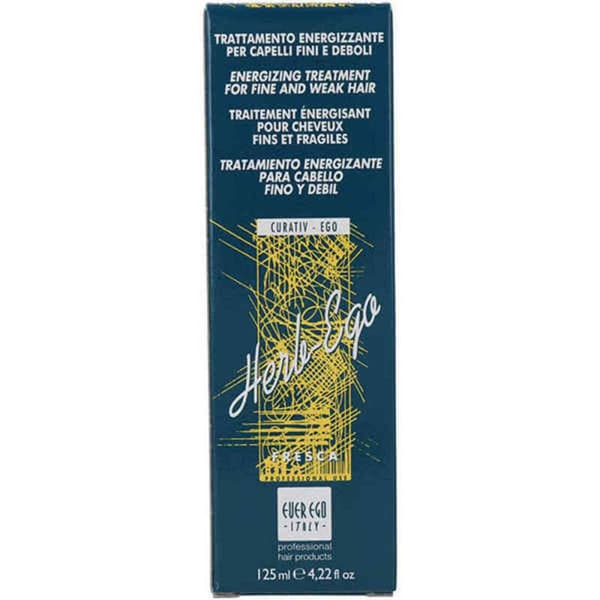 TRATTAMENTO ENERGIZZANTE
PER CAPELLI FINI E DEBOLI
ENERGIZING TREATMENT
FOR FINE AND WEAK HAIR
TRAITEMENT ÉNERGISANT
POUR CHEVEUX
FINS ET FRAGILES
TRATAMIENTO ENERGIZANTE
PARA CABELLO
FINO Y DEBIL
CURATIV - EGO
Herb-Ego
FRESCA
PROFESSIONAL USE
EVER EGO
- ITALY -
professional
hair products
125 ml ℮ 4,22 fl oz